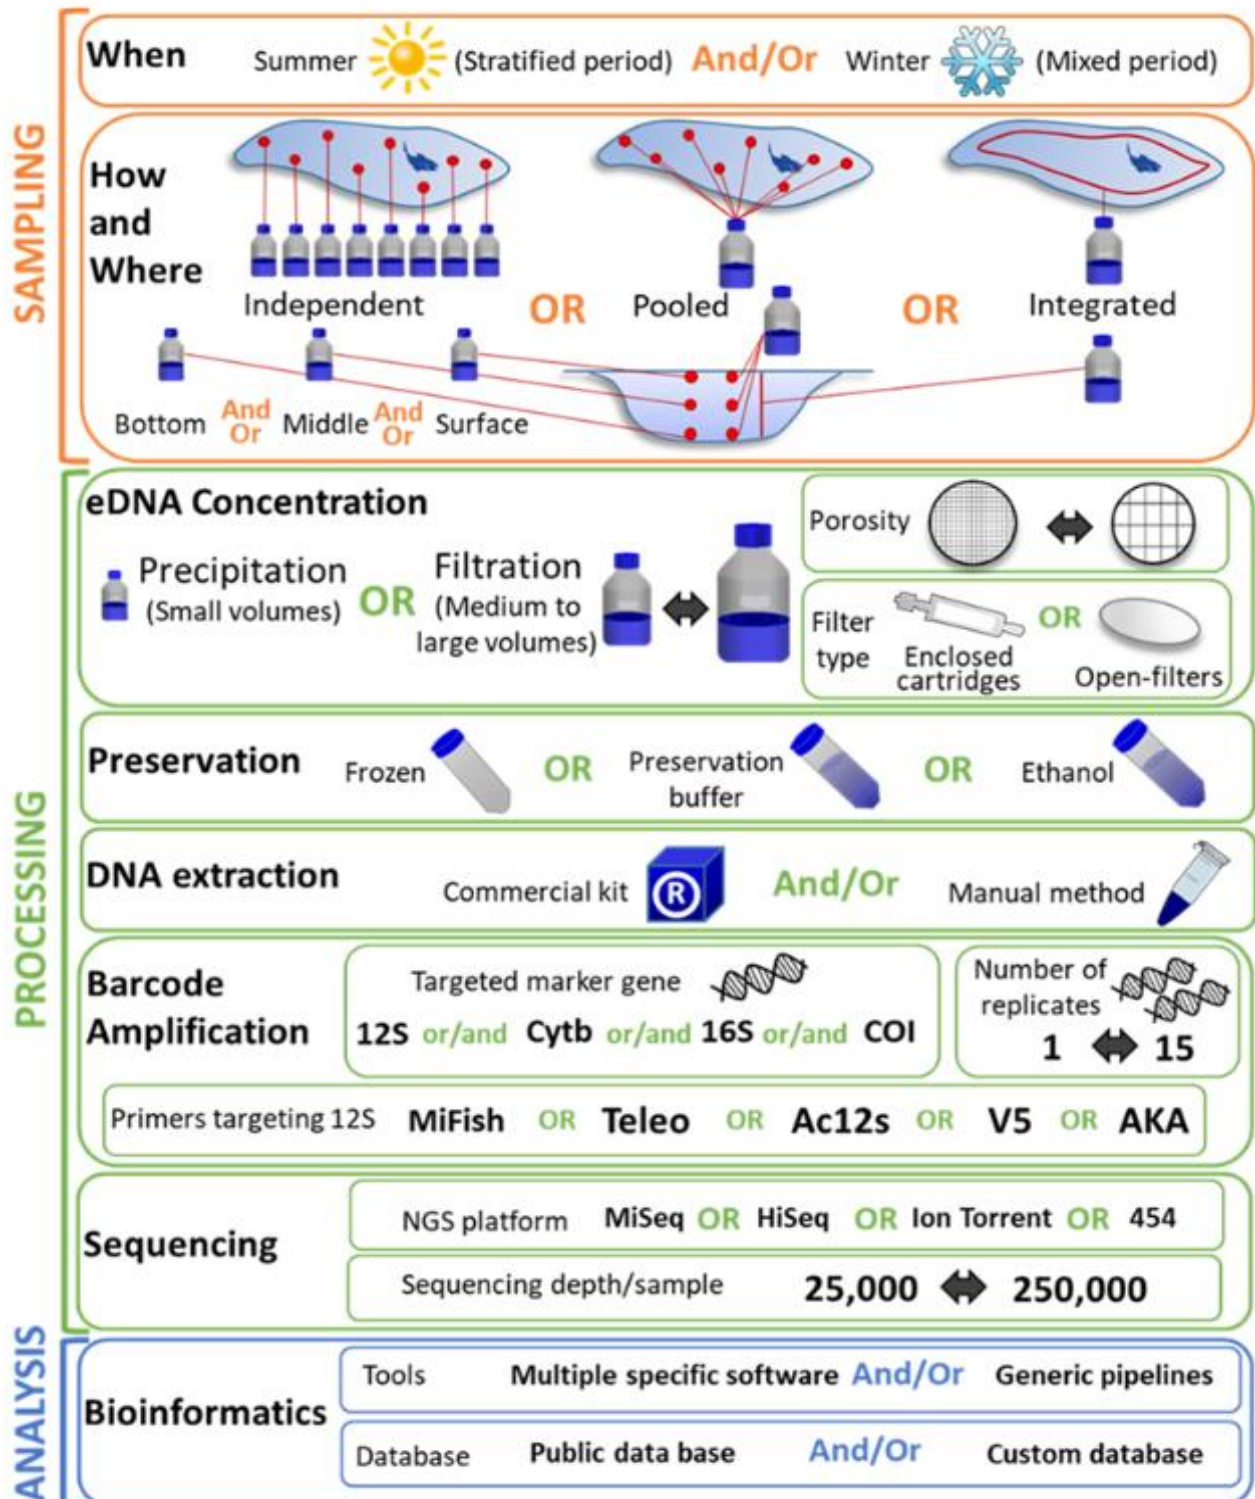 SAMPLING
When
Summer (Stratified period) And/Or Winter (Mixed period)
How
and
Where
Independent OR Pooled OR Integrated
Bottom And Or Middle And Or Surface
PROCESSING
eDNA Concentration
Precipitation
(Small volumes)
OR
Filtration
(Medium to
large volumes)
Porosity
Filter
type
Enclosed
cartridges
OR
Open-filters
Preservation
Frozen OR Preservation
buffer
OR Ethanol
DNA extraction
Commercial kit R And/Or Manual method
Barcode
Amplification
Targeted marker gene
12S or/and Cytb or/and 16S or/and COI
Number of
replicates
1 15
Primers targeting 12S MiFish OR Teleo OR Ac12s OR V5 OR AKA
Sequencing
NGS platform MiSeq OR HiSeq OR Ion Torrent OR 454
Sequencing depth/sample 25,000 250,000
ANALYSIS
Bioinformatics
Tools Multiple specific software And/Or Generic pipelines
Database Public data base And/Or Custom database